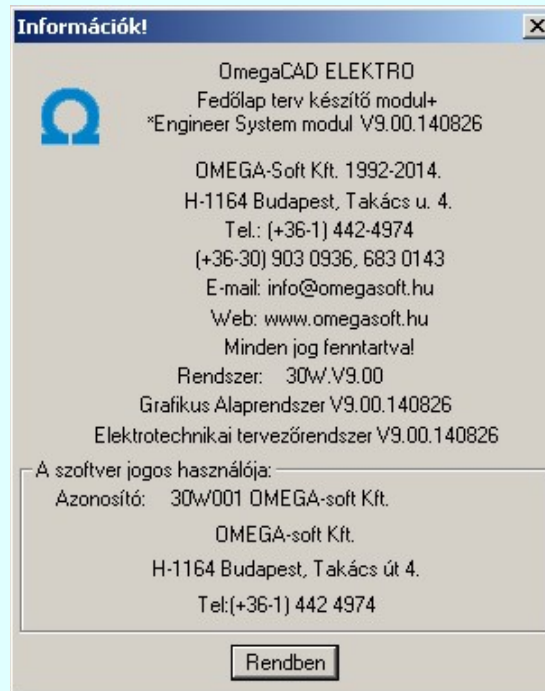 Információk!
OmegaCAD ELEKTRO
Fedőlap terv készítő modul+
*Engineer System modul V9.00.140826
OMEGA-Soft Kft. 1992-2014.
H-1164 Budapest, Takács u. 4.
Tel.: (+36-1) 442-4974
(+36-30) 903 0936, 683 0143
E-mail: info@omegasoft.hu
Web: www.omegasoft.hu
Minden jog fenntartva!
Rendszer: 30W.V9.00
Grafikus Alaprendszer V9.00.140826
Elektrotechnikai tervezőrendszer V9.00.140826
A szoftver jogos használója:
Azonosító: 30W001 OMEGA-soft Kft.
OMEGA-soft Kft.
H-1164 Budapest, Takács út 4.
Tel:(+36-1) 442 4974
Rendben